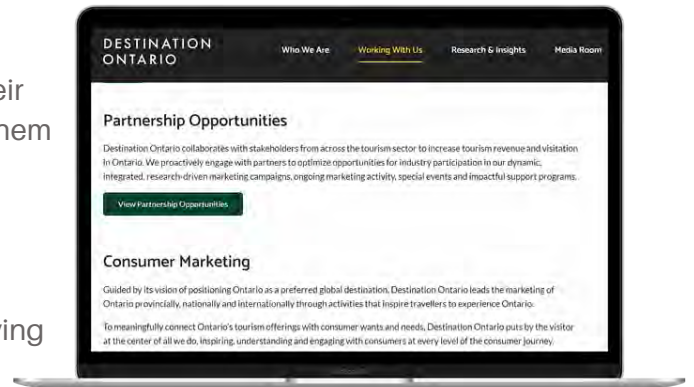 DESTINATION
ONTARIO
Who We Are Working With Us Research & Insights Media Room
Partnership Opportunities
Destination Ontario collaborates with stakeholders from across the tourism sector to increase tourism revenue and visitation
in Ontario. We proactively engage with partners to optimize opportunities for industry participation in our dynamic,
integrated, research-driven marketing campaigns, ongoing marketing activity, special events and impactful support programs.
View Partnership Opportunities
Consumer Marketing
Guided by its vision of positioning Ontario as a preferred global destination, Destination Ontario leads the marketing of
Ontario provincially, nationally and internationally through activities that inspire travellers to experience Ontario.
To meaningfully connect Ontario's tourism offerings with consumer wants and needs, Destination Ontario puts by the visitor
at the center of all we do, inspiring, understanding and engaging with consumers at every level of the consumer journey.